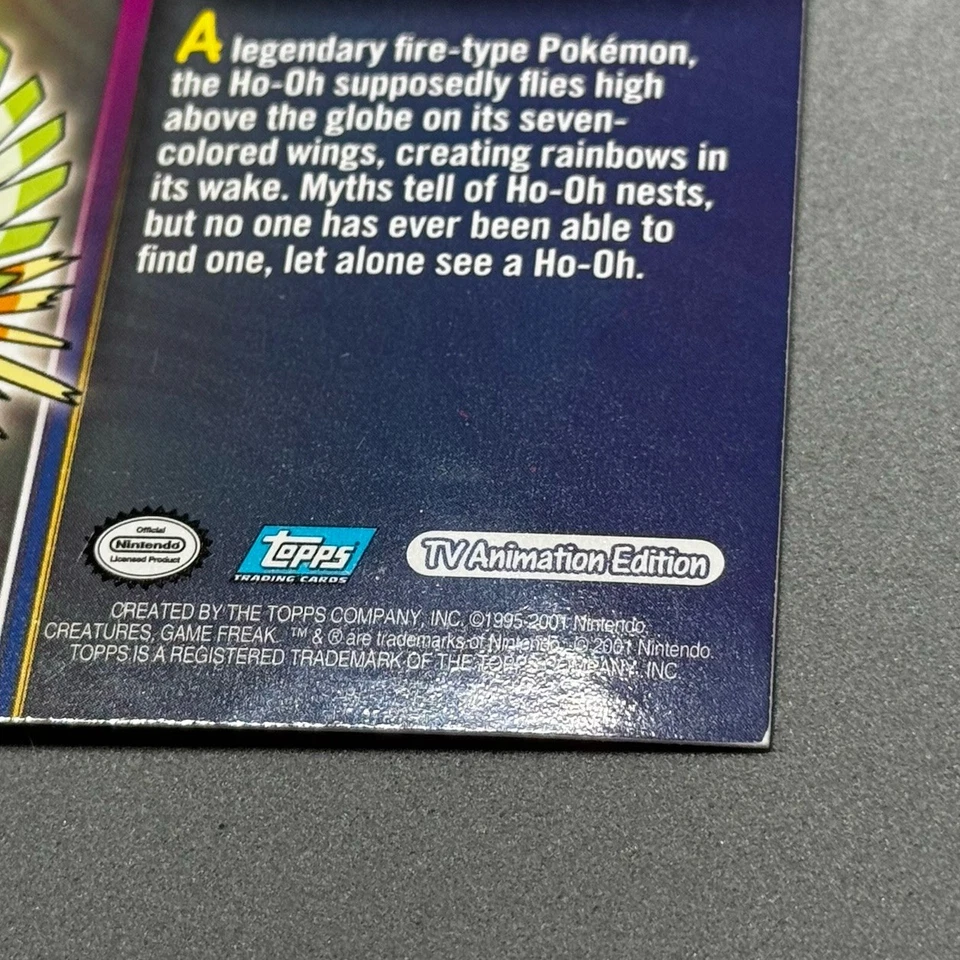 A legendary fire-type Pokémon,
the Ho-Oh supposedly flies high
above the globe on its seven-
colored wings, creating rainbows in
its wake. Myths tell of Ho-Oh nests,
but no one has ever been able to
find one, let alone see a Ho-Oh.
Official
Nintendo
Licensed Product
topps
TRADING CARDS
TV Animation Edition
CREATED BY THE TOPPS COMPANY, INC. ©1995-2001 Nintendo,
CREATURES, GAME FREAK. ™ & ® are trademarks of Nintendo. © 2001 Nintendo.
TOPPS IS A REGISTERED TRADEMARK OF THE TOPPS COMPANY, INC